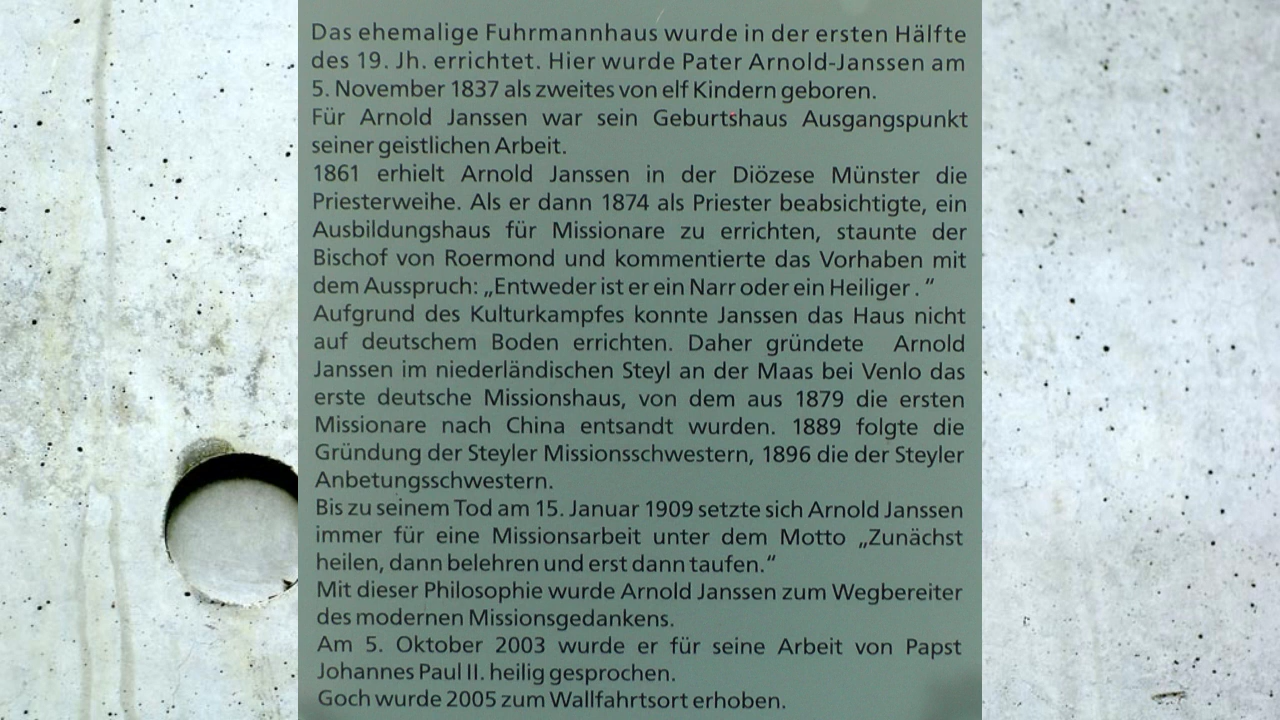 Das ehemalige Fuhrmannhaus wurde in der ersten Hälfte
des 19. Jh. errichtet. Hier wurde Pater Arnold-Janssen am
5. November 1837 als zweites von elf Kindern geboren.
Für Arnold Janssen war sein Geburtshaus Ausgangspunkt
seiner geistlichen Arbeit.
1861 erhielt Arnold Janssen in der Diözese Münster die
Priesterweihe. Als er dann 1874 als Priester beabsichtigte, ein
Ausbildungshaus für Missionare zu errichten, staunte der
Bischof von Roermond und kommentierte das Vorhaben mit
dem Ausspruch: „Entweder ist er ein Narr oder ein Heiliger . “
Aufgrund des Kulturkampfes konnte Janssen das Haus nicht
auf deutschem Boden errichten. Daher gründete Arnold
Janssen im niederländischen Steyl an der Maas bei Venlo das
erste deutsche Missionshaus, von dem aus 1879 die ersten
Missionare nach China entsandt wurden. 1889 folgte die
Gründung der Steyler Missionsschwestern, 1896 die der Steyler
Anbetungsschwestern.
Bis zu seinem Tod am 15. Januar 1909 setzte sich Arnold Janssen
immer für eine Missionsarbeit unter dem Motto „Zunächst
heilen, dann belehren und erst dann taufen.“
Mit dieser Philosophie wurde Arnold Janssen zum Wegbereiter
des modernen Missionsgedankens.
Am 5. Oktober 2003 wurde er für seine Arbeit von Papst
Johannes Paul II. heilig gesprochen.
Goch wurde 2005 zum Wallfahrtsort erhoben.